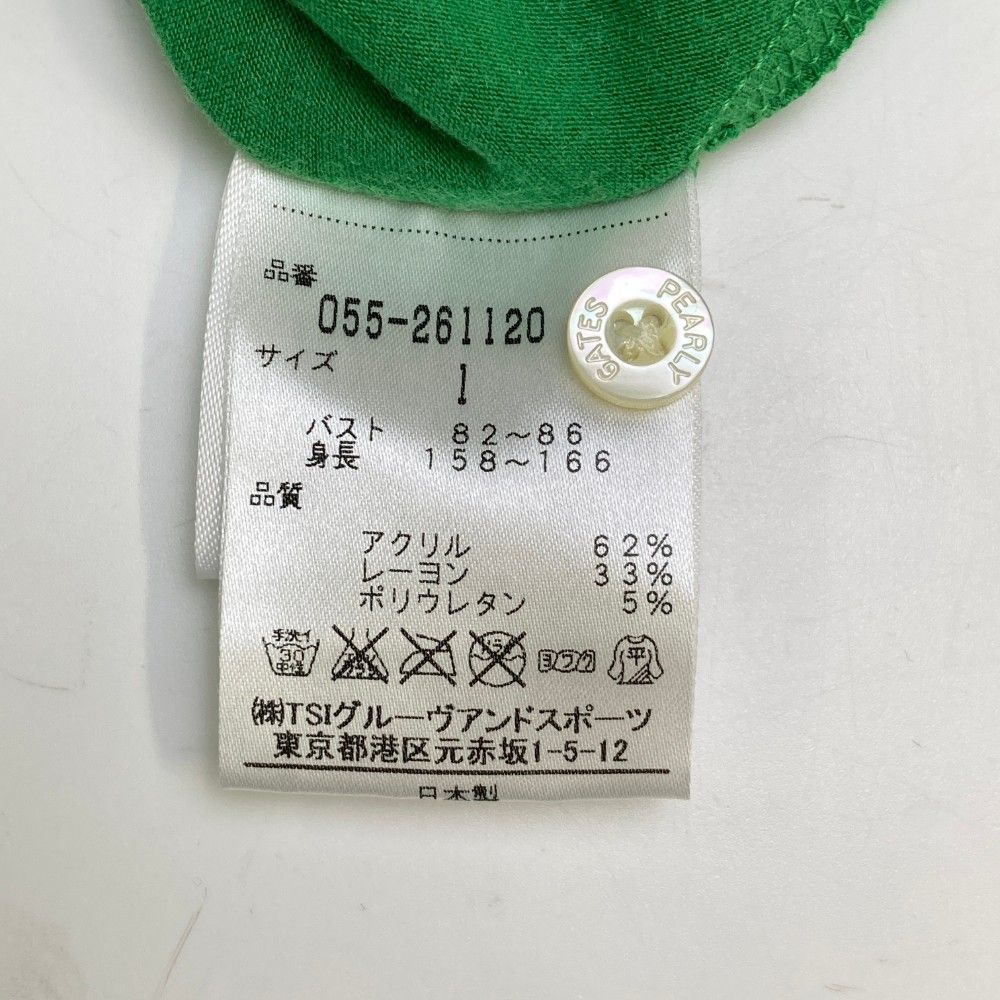 品番
055-261120
サイズ
1
バスト 82～86
身長 158～166
品質
アクリル 62%
レーヨン 33%
ポリウレタン 5%
手洗イ
30
中性
ヨワク
平
㈱TSIグルーヴアンドスポーツ
東京都港区元赤坂1-5-12
日本製
PEARLY
GATES